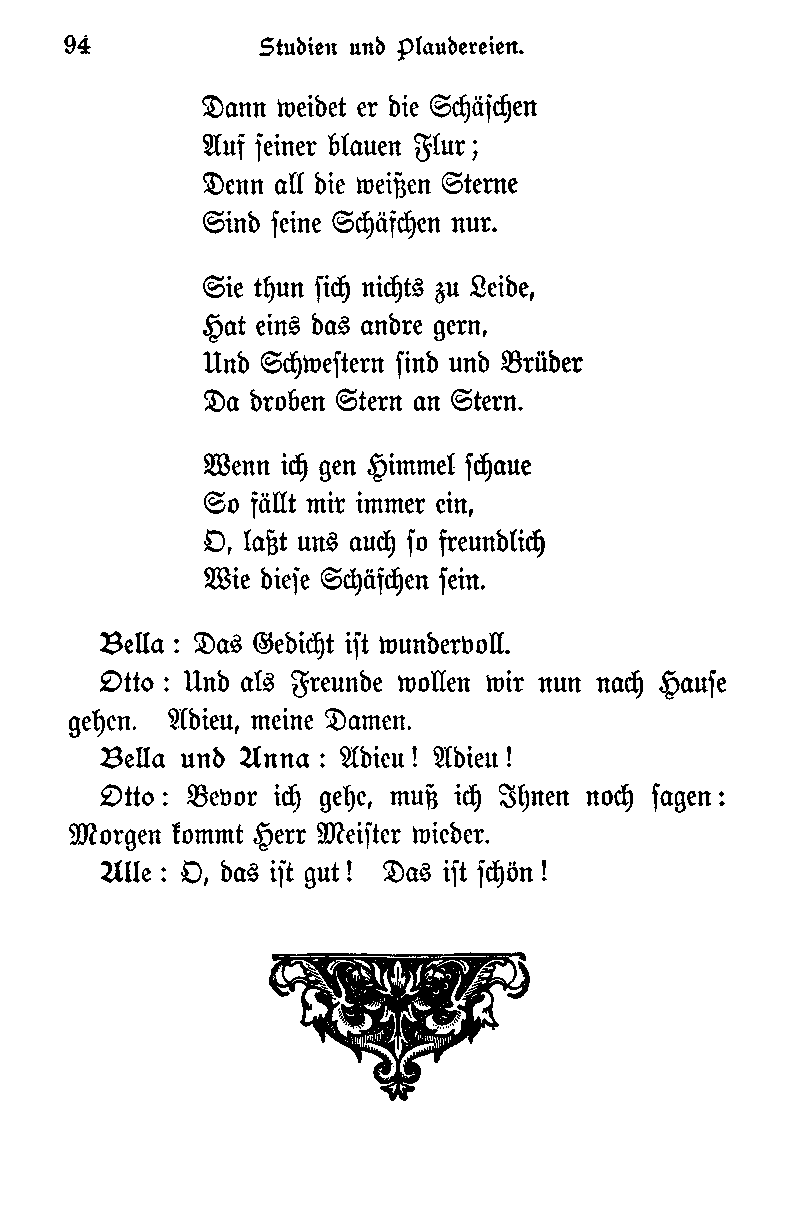 94 Studien und Plaudereien.
Dann weidet er die Schäfchen
Auf seiner blauen Flur;
Denn all die weißen Sterne
Sind seine Schäfchen nur.
Sie thun sich nichts zu Leide,
Hat eins das andre gern,
Und Schwestern sind und Brüder
Da droben Stern an Stern.
Wenn ich gen Himmel schaue
So fällt mir immer ein,
O, laßt uns auch so freundlich
Wie diese Schäfchen sein.
Bella: Das Gedicht ist wundervoll.
Otto: Und als Freunde wollen wir nun nach Hause
gehen. Adieu, meine Damen.
Bella und Anna: Adieu! Adieu!
Otto: Bevor ich gehe, muß ich Ihnen noch sagen:
Morgen kommt Herr Meister wieder.
Alle: O, das ist gut! Das ist schön!